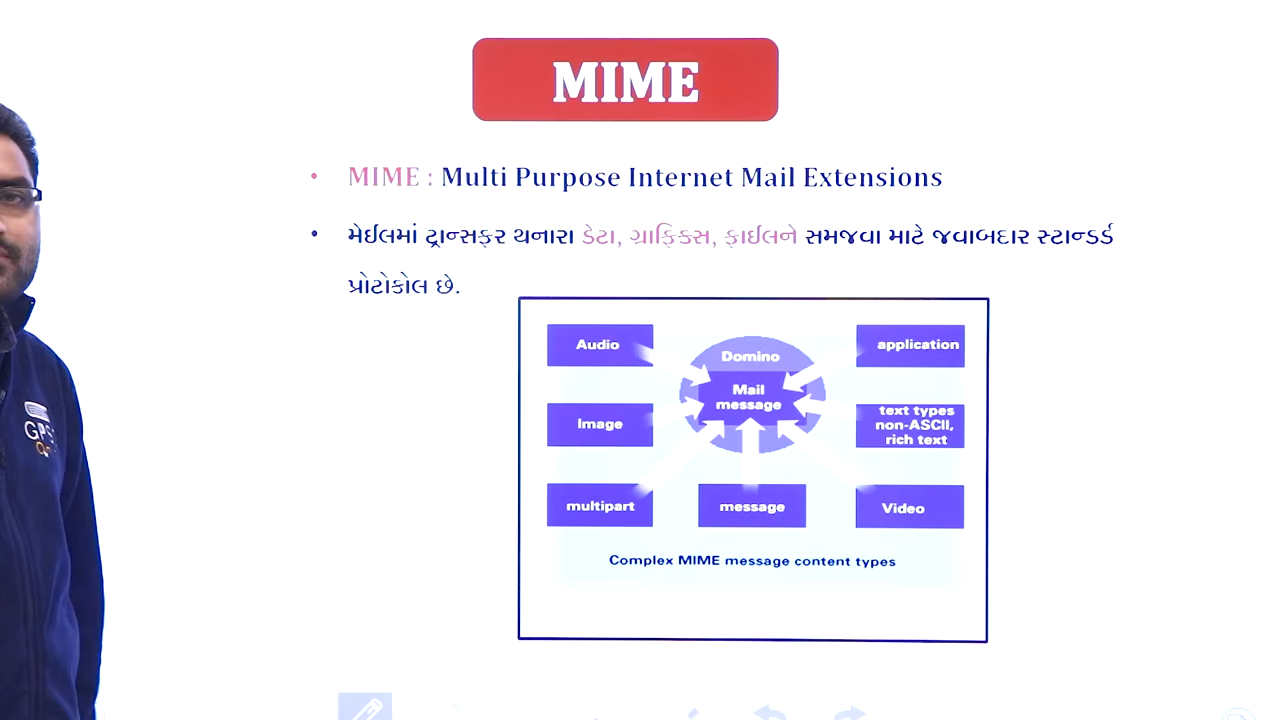 MIME
• MIME : Multi Purpose Internet Mail Extensions
• મેઈલમાં ટ્રાન્સફર થનારા ડેટા, ગ્રાફિક્સ, ફાઈલને સમજવા માટે જવાબદાર સ્ટાન્ડર્ડ
પ્રોટોકોલ છે.
Audio
Domino
application
Mail
message
Image
text types
non-ASCII,
rich text
multipart
message
Video
Complex MIME message content types